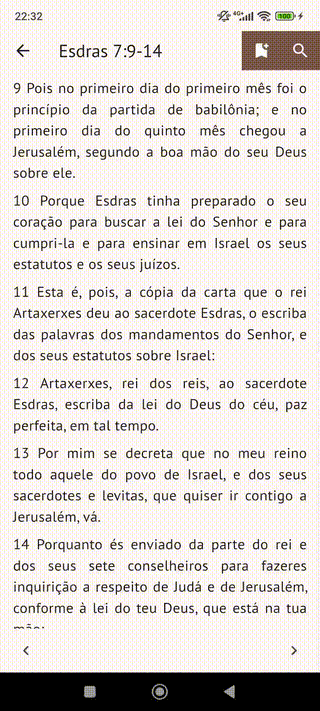 22:32
4G+
100
Esdras 7:9-14
9 Pois no primeiro dia do primeiro mês foi o
princípio da partida de babilônia; e no
primeiro dia do quinto mês chegou a
Jerusalém, segundo a boa mão do seu Deus
sobre ele.
10 Porque Esdras tinha preparado o seu
coração para buscar a lei do Senhor e para
cumpri-la e para ensinar em Israel os seus
estatutos e os seus juízos.
11 Esta é, pois, a cópia da carta que o rei
Artaxerxes deu ao sacerdote Esdras, o escriba
das palavras dos mandamentos do Senhor, e
dos seus estatutos sobre Israel:
12 Artaxerxes, rei dos reis, ao sacerdote
Esdras, escriba da lei do Deus do céu, paz
perfeita, em tal tempo.
13 Por mim se decreta que no meu reino
todo aquele do povo de Israel, e dos seus
sacerdotes e levitas, que quiser ir contigo a
Jerusalém, vá.
14 Porquanto és enviado da parte do rei e
dos seus sete conselheiros para fazeres
inquirição a respeito de Judá e de Jerusalém,
conforme à lei do teu Deus, que está na tua
mão;